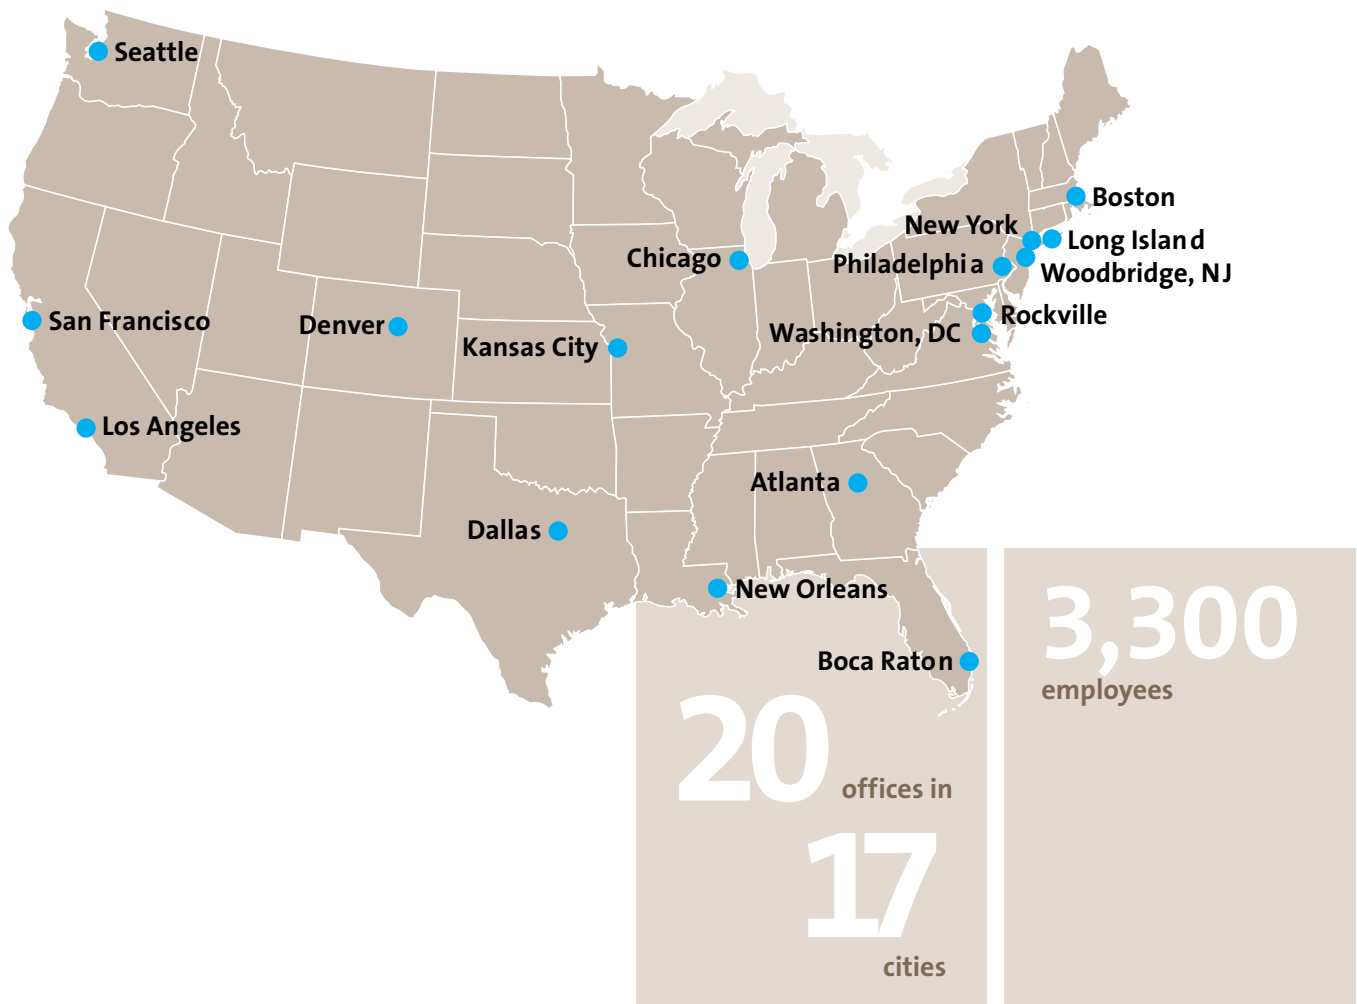 Seattle
Boston
New York
Long Island
Chicago
Philadelphia
Woodbridge, NJ
Rockville
San Francisco
Denver
Washington, DC
Kansas City
Los Angeles
Atlanta
Dallas
New Orleans
Boca Raton
20
offices in
17
cities
3,300
employees